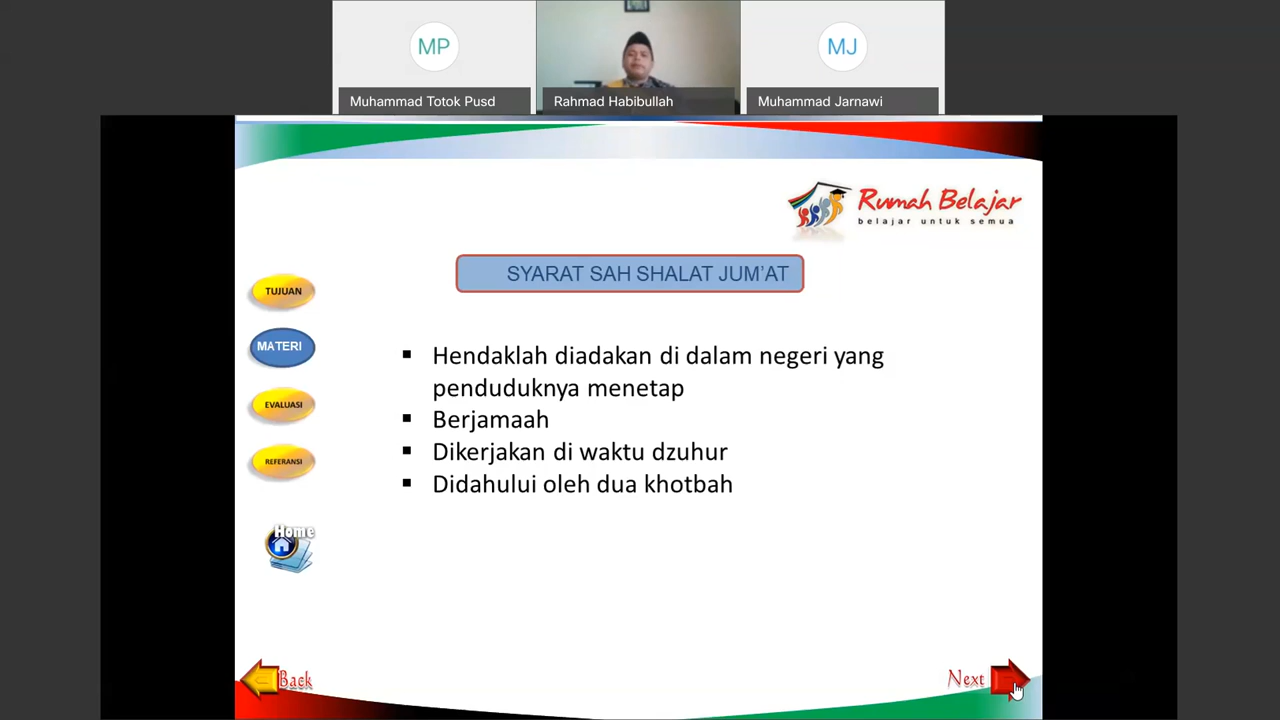 MP
MJ
Muhammad Totok Pusd
Rahmad Habibullah
Muhammad Jarnawi
Rumah Belajar
belajar untuk semua
SYARAT SAH SHALAT JUM’AT
TUJUAN
MATERI
EVALUASI
REFERANSI
Home
▪ Hendaklah diadakan di dalam negeri yang
penduduknya menetap
▪ Berjamaah
▪ Dikerjakan di waktu dzuhur
▪ Didahului oleh dua khotbah
Back
Next